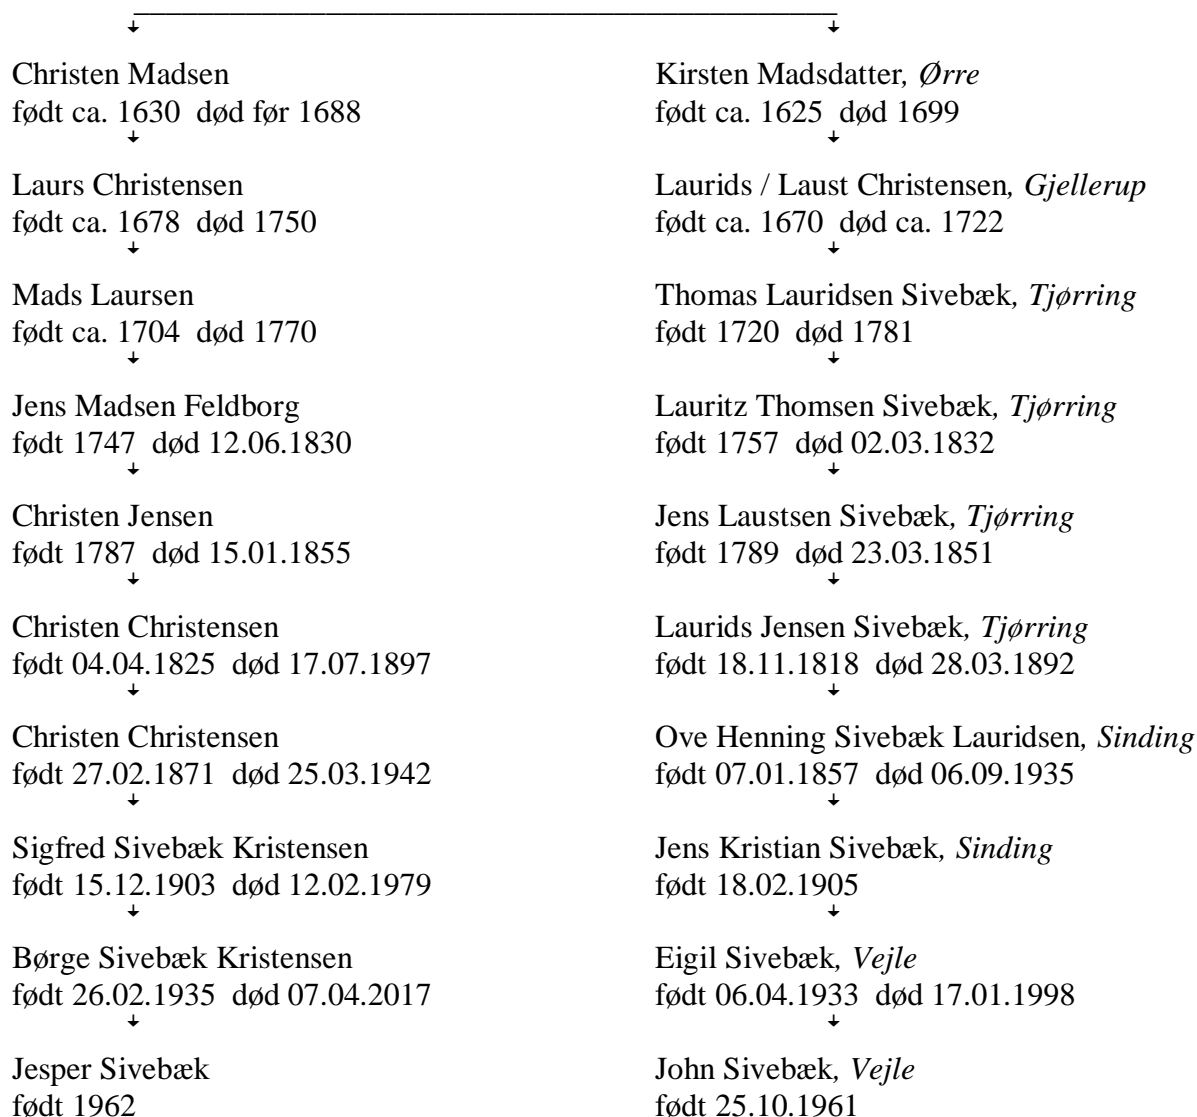 Christen Madsen
født ca. 1630 død før 1688
Laurs Christensen
født ca. 1678 død 1750
Mads Laursen
født ca. 1704 død 1770
Jens Madsen Feldborg
født 1747 død 12.06.1830
Christen Jensen
født 1787 død 15.01.1855
Christen Christensen
født 04.04.1825 død 17.07.1897
Christen Christensen
født 27.02.1871 død 25.03.1942
Sigfred Sivebæk Kristensen
født 15.12.1903 død 12.02.1979
Børge Sivebæk Kristensen
født 26.02.1935 død 07.04.2017
Jesper Sivebæk
født 1962
Kirsten Madsdatter, Ørre
født ca. 1625 død 1699
Laurids / Laust Christensen, Gjellerup
født ca. 1670 død ca. 1722
Thomas Lauridsen Sivebæk, Tjørring
født 1720 død 1781
Lauritz Thomsen Sivebæk, Tjørring
født 1757 død 02.03.1832
Jens Laustsen Sivebæk, Tjørring
født 1789 død 23.03.1851
Laurids Jensen Sivebæk, Tjørring
født 18.11.1818 død 28.03.1892
Ove Henning Sivebæk Lauridsen, Sinding
født 07.01.1857 død 06.09.1935
Jens Kristian Sivebæk, Sinding
født 18.02.1905
Eigil Sivebæk, Vejle
født 06.04.1933 død 17.01.1998
John Sivebæk, Vejle
født 25.10.1961